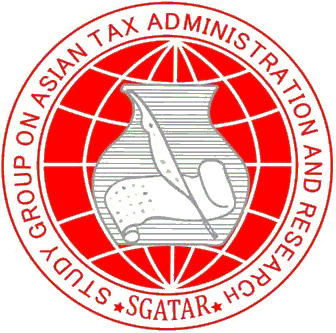 STUDY GROUP ON ASIAN TAX ADMINISTRATION AND RESEARCH
★SGATAR★